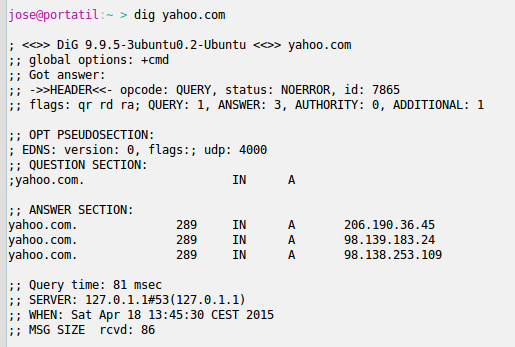 jose@portatil:~ > dig yahoo.com
; <<>> DiG 9.9.5-3ubuntu0.2-Ubuntu <<>> yahoo.com
;; global options: +cmd
;; Got answer:
;; ->>HEADER<<- opcode: QUERY, status: NOERROR, id: 7865
;; flags: qr rd ra; QUERY: 1, ANSWER: 3, AUTHORITY: 0, ADDITIONAL: 1
;; OPT PSEUDOSECTION:
; EDNS: version: 0, flags:; udp: 4000
;; QUESTION SECTION:
;yahoo.com. IN A
;; ANSWER SECTION:
yahoo.com. 289 IN A 206.190.36.45
yahoo.com. 289 IN A 98.139.183.24
yahoo.com. 289 IN A 98.138.253.109
;; Query time: 81 msec
;; SERVER: 127.0.1.1#53(127.0.1.1)
;; WHEN: Sat Apr 18 13:45:30 CEST 2015
;; MSG SIZE rcvd: 86